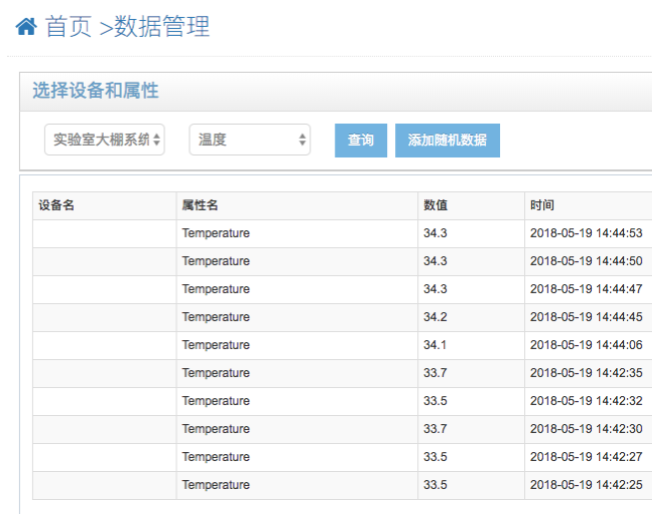 首页 >数据管理
选择设备和属性
实验室大棚系统 温度 查询 添加随机数据
设备名 属性名 数值 时间
Temperature 34.3 2018-05-19 14:44:53
Temperature 34.3 2018-05-19 14:44:50
Temperature 34.3 2018-05-19 14:44:47
Temperature 34.2 2018-05-19 14:44:45
Temperature 34.1 2018-05-19 14:44:06
Temperature 33.7 2018-05-19 14:42:35
Temperature 33.5 2018-05-19 14:42:32
Temperature 33.7 2018-05-19 14:42:30
Temperature 33.5 2018-05-19 14:42:27
Temperature 33.5 2018-05-19 14:42:25